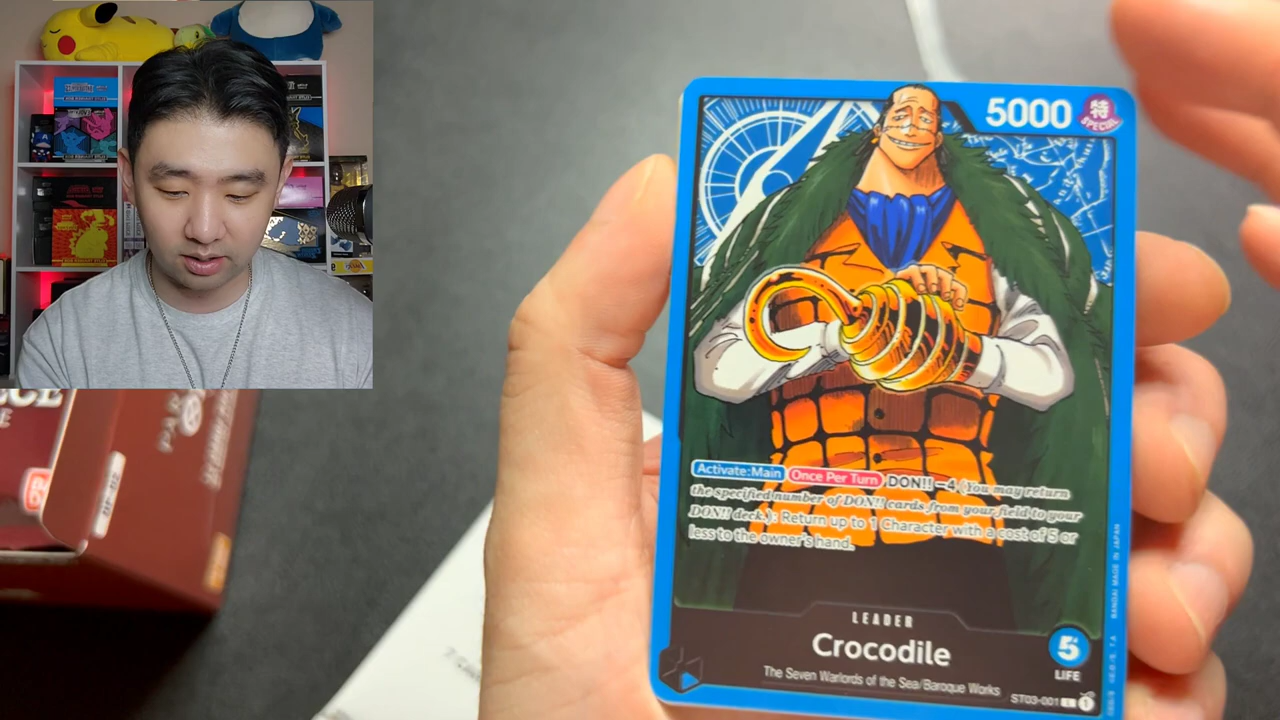 5000
特
SPECIAL
Activate:Main Once Per Turn DON!! −4 (You may return
the specified number of DON!! cards from your field to your
DON!! deck.): Return up to 1 Character with a cost of 5 or
less to the owner's hand.
LEADER
Crocodile
5
LIFE
The Seven Warlords of the Sea/Baroque Works
ST03-001 L 1
BANDAI MADE IN JAPAN